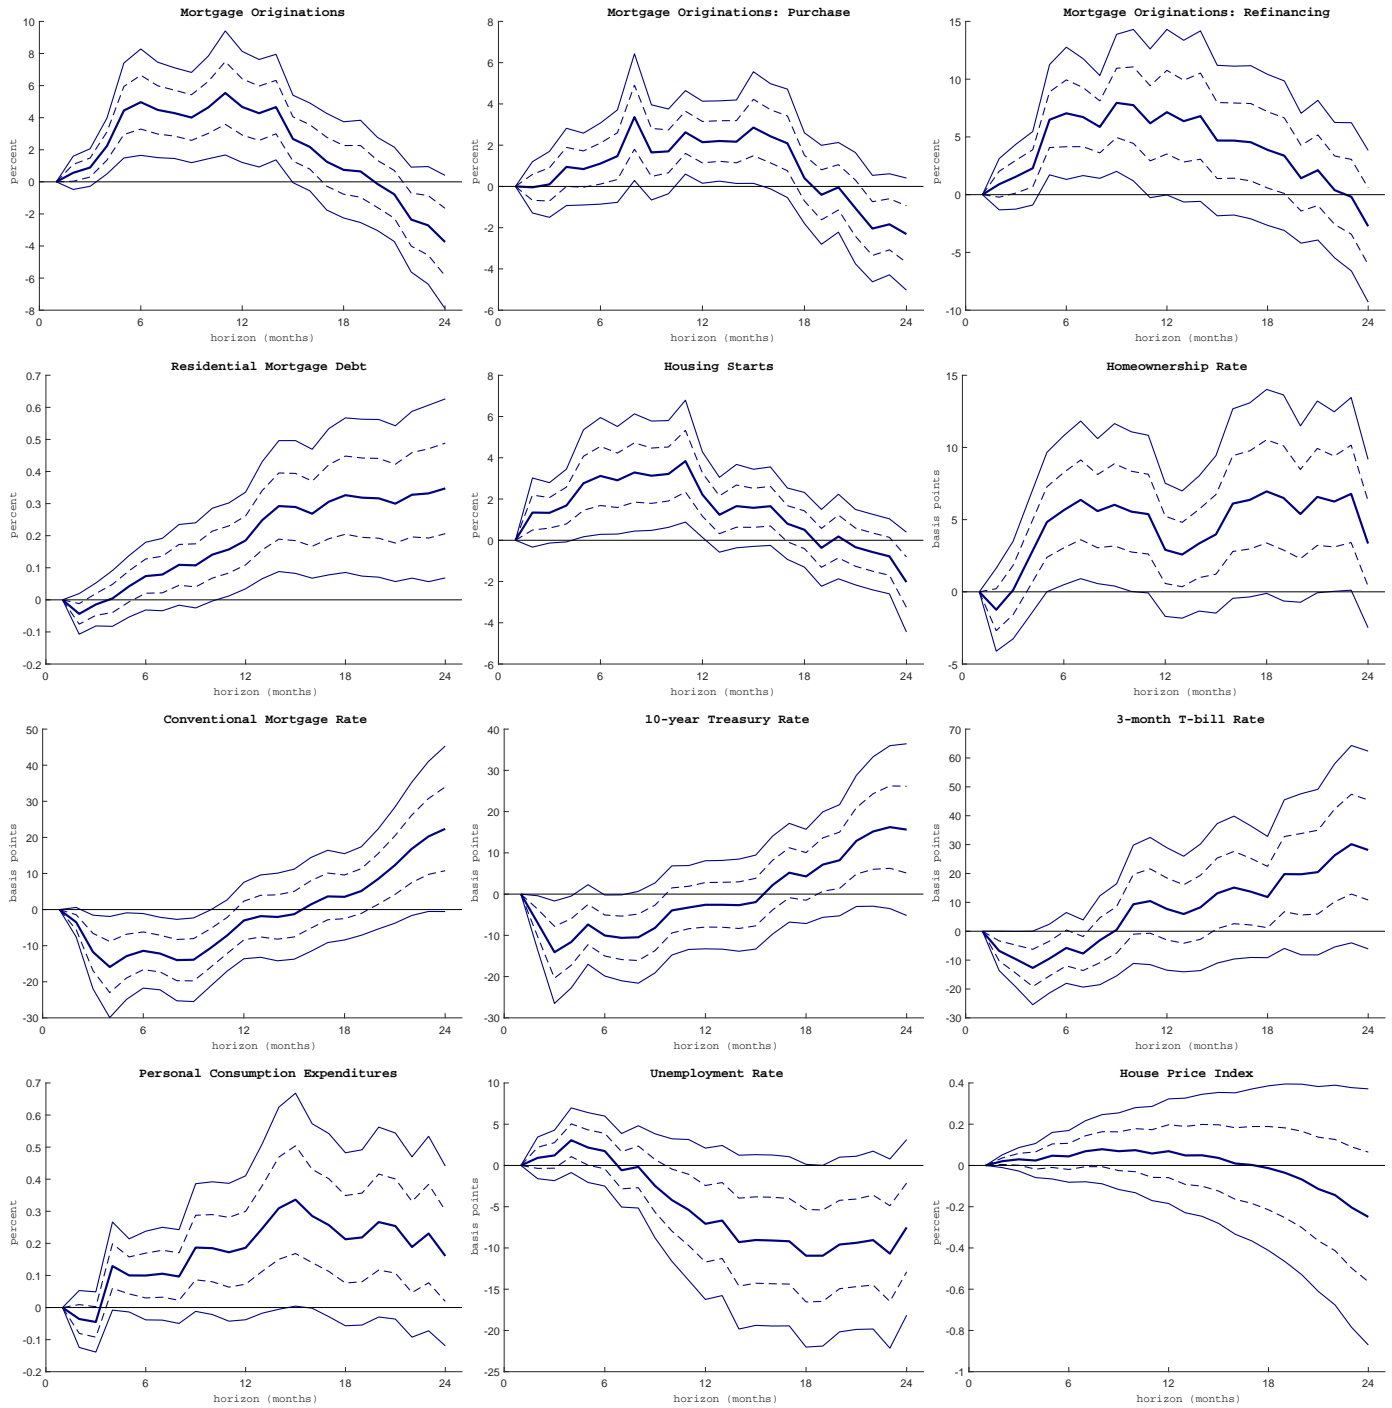 Mortgage Originations
percent
10
8
6
4
2
0
-2
-4
-6
-8
0 6 12 18 24
horizon (months)
Mortgage Originations: Purchase
percent
8
6
4
2
0
-2
-4
-6
0 6 12 18 24
horizon (months)
Mortgage Originations: Refinancing
percent
15
10
5
0
-5
-10
0 6 12 18 24
horizon (months)
Residential Mortgage Debt
percent
0.7
0.6
0.5
0.4
0.3
0.2
0.1
0
-0.1
-0.2
0 6 12 18 24
horizon (months)
Housing Starts
percent
8
6
4
2
0
-2
-4
-6
0 6 12 18 24
horizon (months)
Homeownership Rate
basis points
15
10
5
0
-5
0 6 12 18 24
horizon (months)
Conventional Mortgage Rate
basis points
50
40
30
20
10
0
-10
-20
-30
0 6 12 18 24
horizon (months)
10-year Treasury Rate
basis points
40
30
20
10
0
-10
-20
-30
0 6 12 18 24
horizon (months)
3-month T-bill Rate
basis points
70
60
50
40
30
20
10
0
-10
-20
-30
0 6 12 18 24
horizon (months)
Personal Consumption Expenditures
percent
0.7
0.6
0.5
0.4
0.3
0.2
0.1
0
-0.1
-0.2
0 6 12 18 24
horizon (months)
Unemployment Rate
basis points
10
5
0
-5
-10
-15
-20
-25
0 6 12 18 24
horizon (months)
House Price Index
percent
0.4
0.2
0
-0.2
-0.4
-0.6
-0.8
-1
0 6 12 18 24
horizon (months)